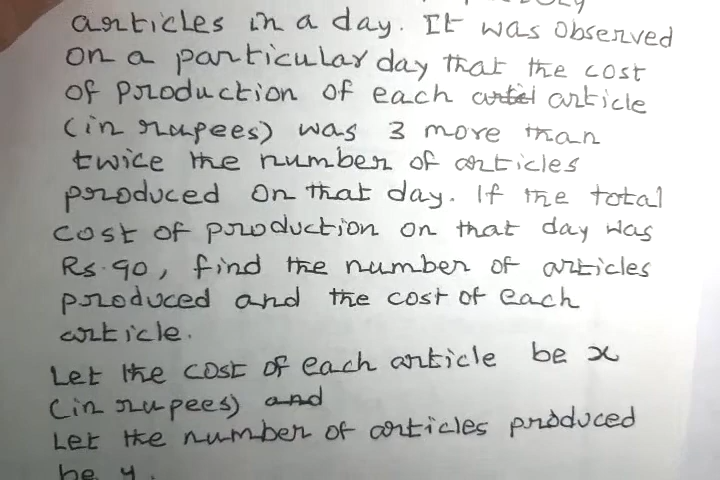 articles in a day. It was observed
on a particular day that the cost
of production of each article
(in rupees) was 3 more than
twice the number of articles
produced on that day. If the total
cost of production on that day was
Rs.90, find the number of articles
produced and the cost of each
article.
Let the cost of each article be x
(in rupees) and
Let the number of articles produced
be y.